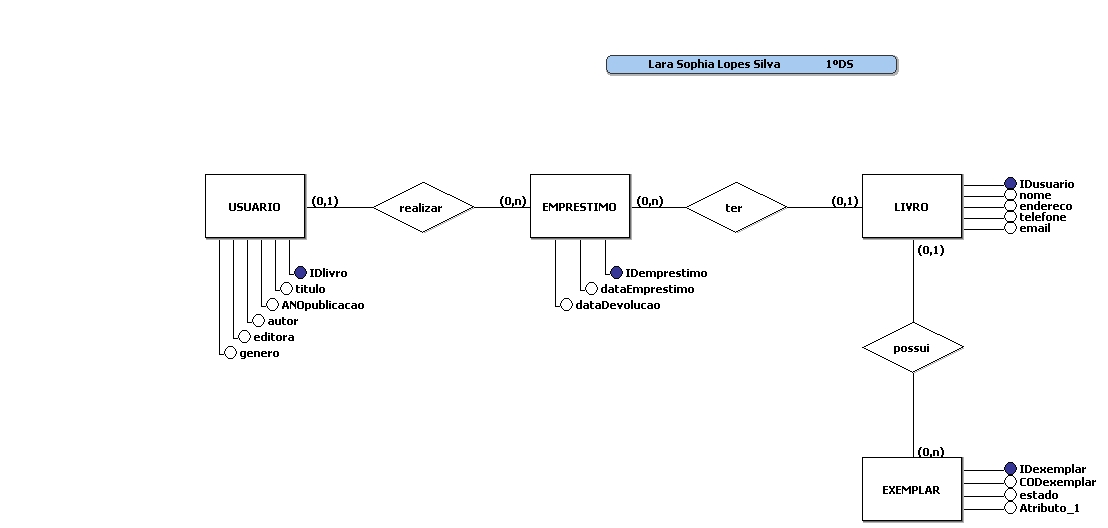 Lara Sophia Lopes Silva 1ºDS
USUARIO
(0,1)
realizar
(0,n)
EMPRESTIMO
(0,n)
ter
(0,1)
LIVRO
IDusuario
nome
endereco
telefone
email
(0,1)
IDlivro
titulo
ANOpublicacao
autor
editora
genero
IDemprestimo
dataEmprestimo
dataDevolucao
possui
(0,n)
EXEMPLAR
IDexemplar
CODexemplar
estado
Atributo_1